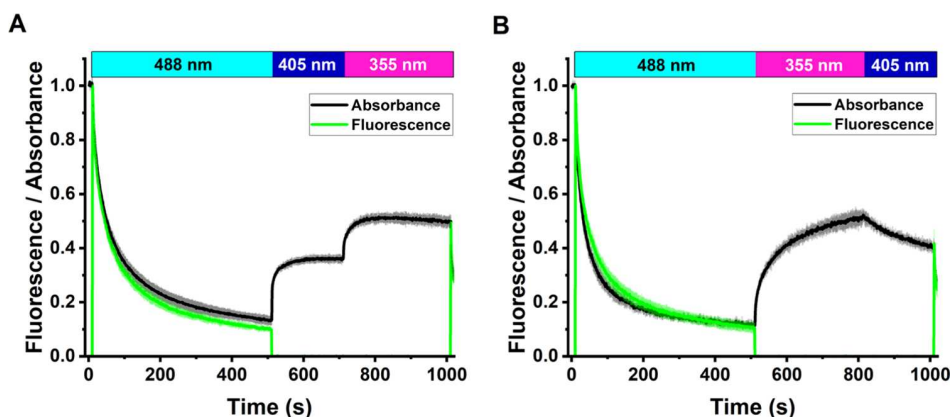 A
488 nm
405 nm
355 nm
Absorbance
Fluorescence
Fluorescence / Absorbance
1.0
0.8
0.6
0.4
0.2
0.0
0
200
400
600
800
1000
Time (s)
B
488 nm
355 nm
405 nm
Absorbance
Fluorescence
Fluorescence / Absorbance
1.0
0.8
0.6
0.4
0.2
0.0
0
200
400
600
800
1000
Time (s)